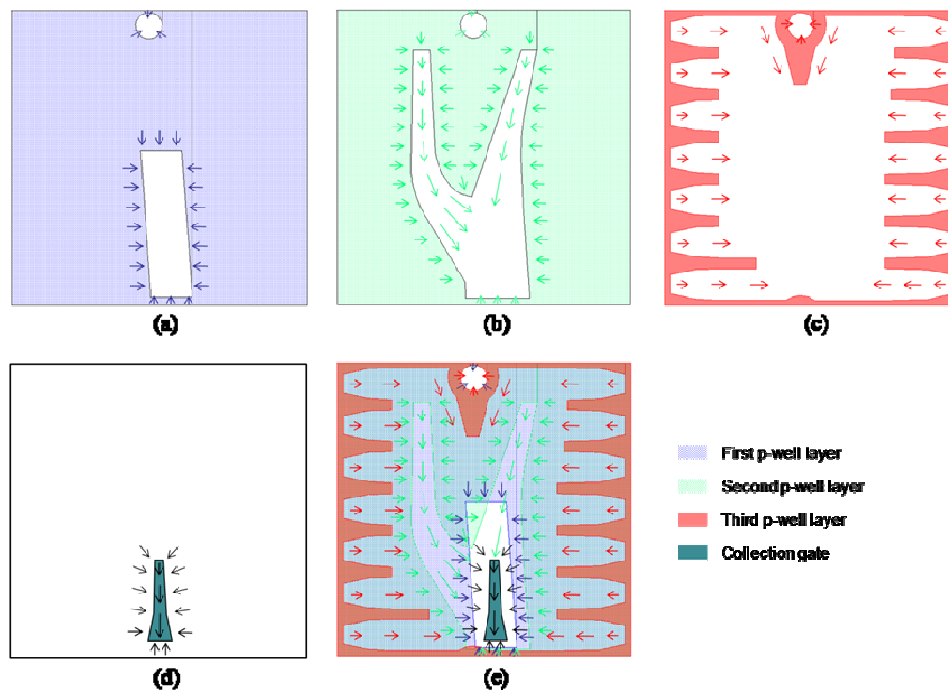 (a)
(b)
(c)
(d)
(e)
First p-well layer
Second p-well layer
Third p-well layer
Collection gate